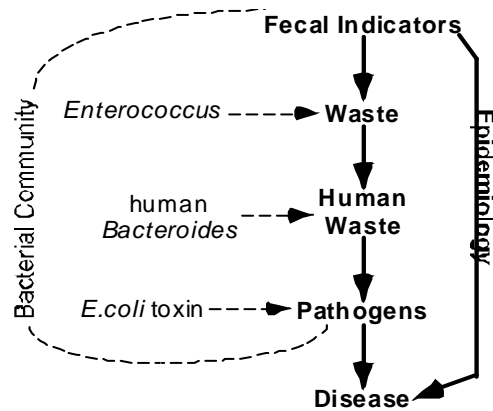 Fecal Indicators
Enterococcus
Waste
human
Bacteroides
Human
Waste
E.coli toxin
Pathogens
Disease
Bacterial Community
Epidemiology